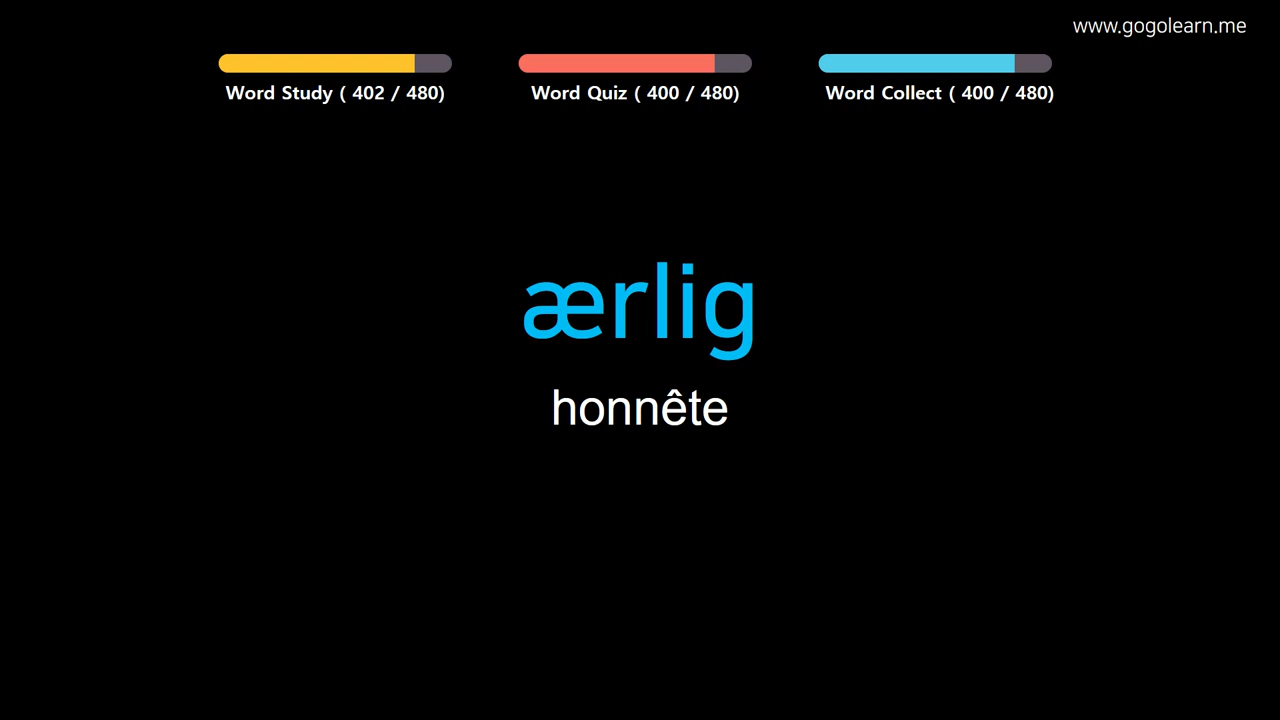 www.gogolearn.me
Word Study ( 402 / 480)
Word Quiz ( 400 / 480)
Word Collect ( 400 / 480)
ærlig
honnête